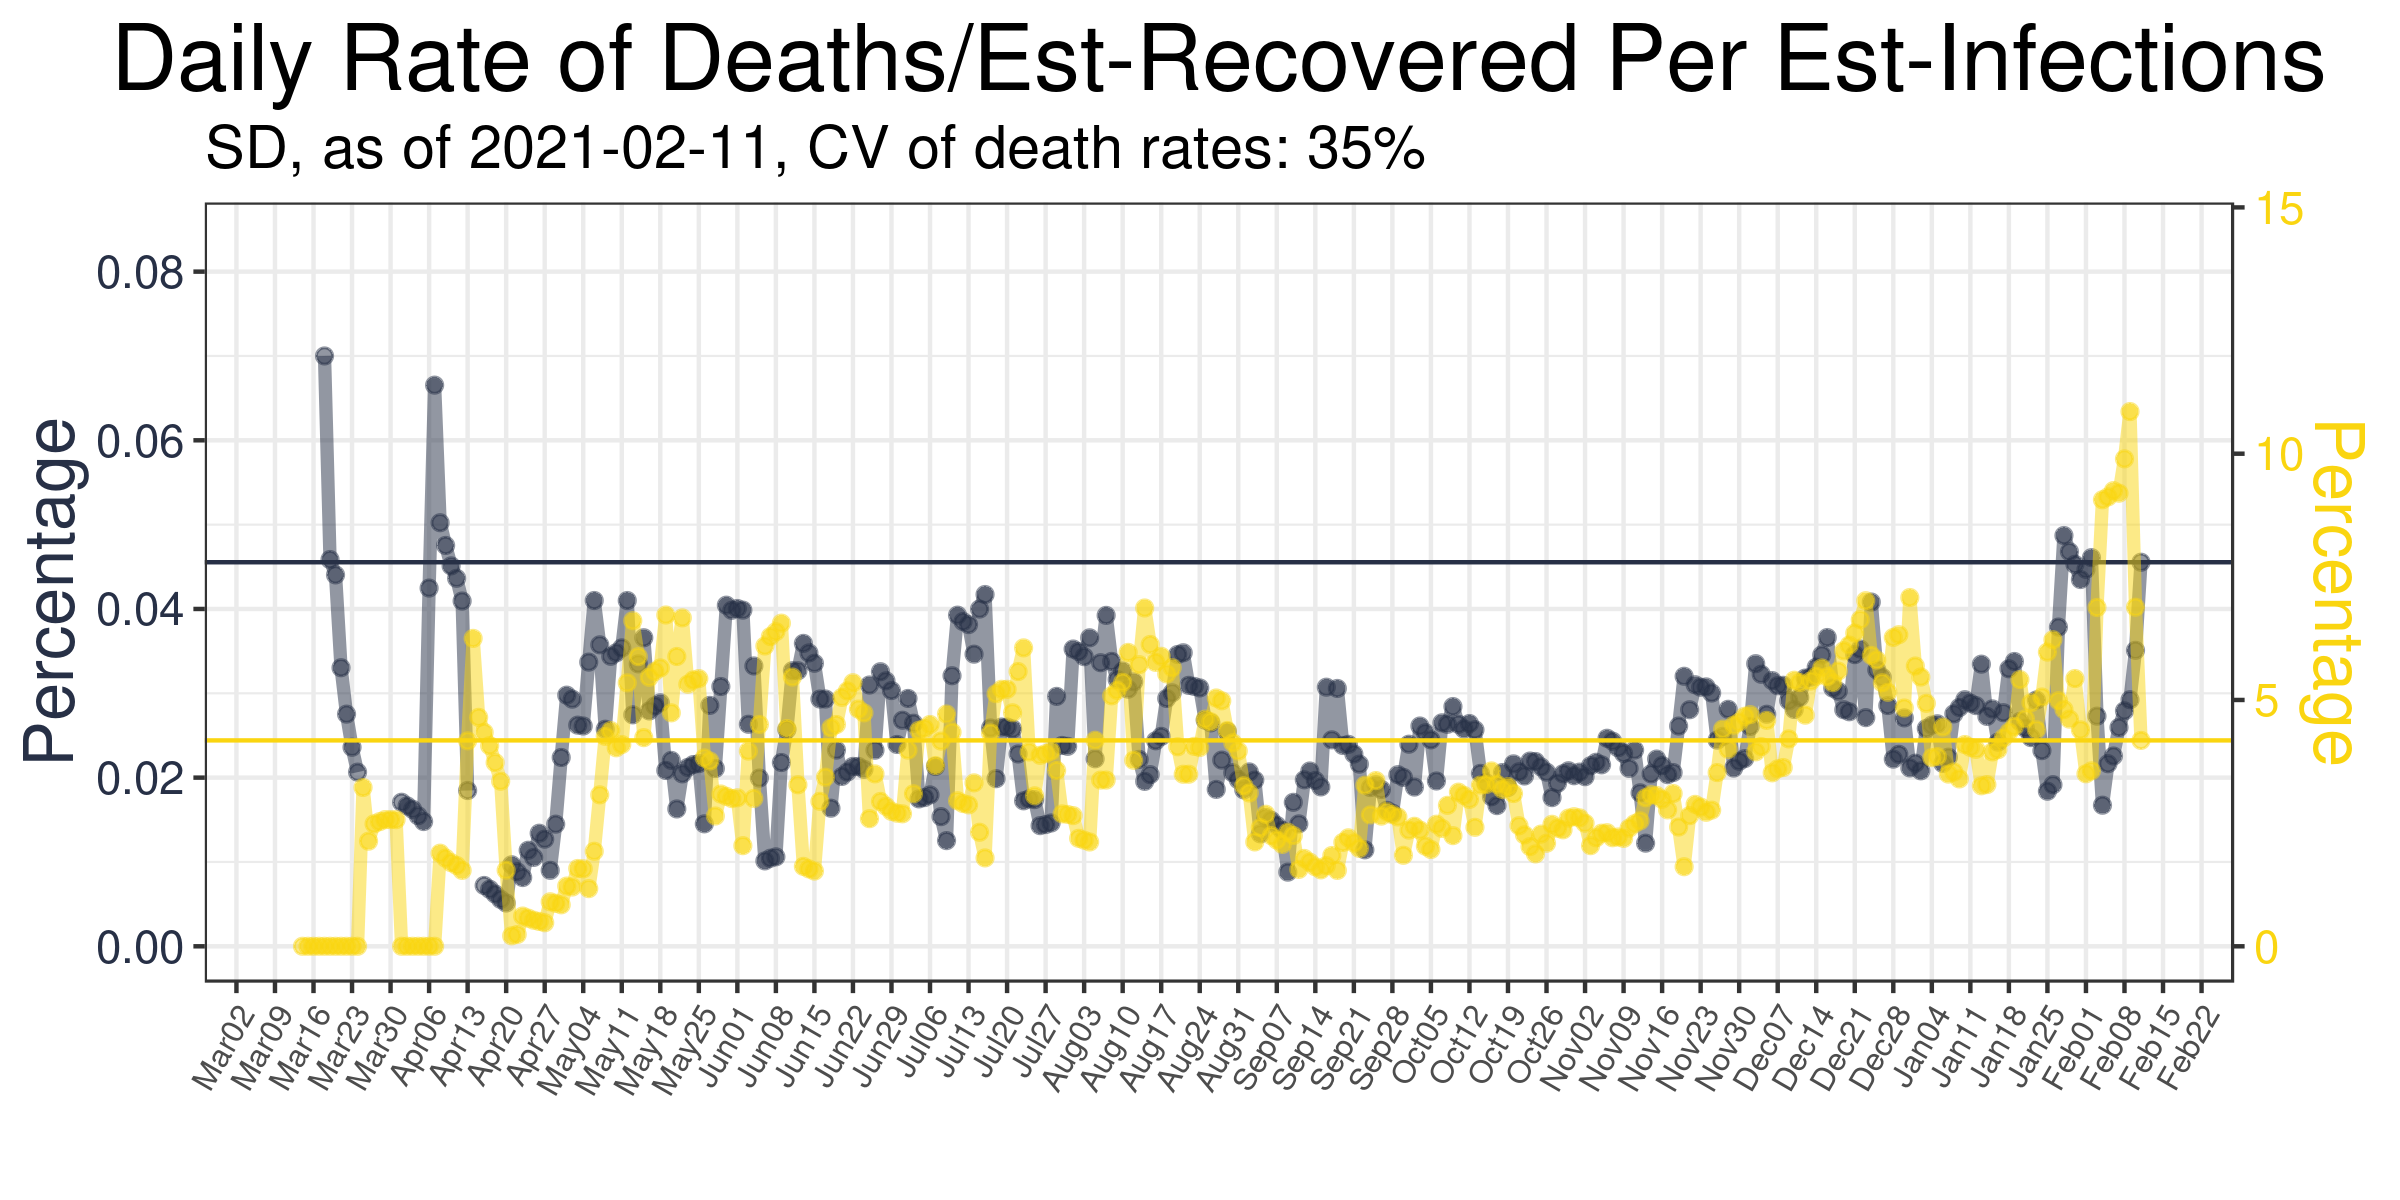 Daily Rate of Deaths/Est-Recovered Per Est-Infections
SD, as of 2021-02-11, CV of death rates: 35%
Percentage
0.08
0.06
0.04
0.02
0.00
15
10
5
0
Percentage
Mar02
Mar09
Mar16
Mar23
Mar30
Apr06
Apr13
Apr20
Apr27
May04
May11
May18
May25
Jun01
Jun08
Jun15
Jun22
Jun29
Jul06
Jul13
Jul20
Jul27
Aug03
Aug10
Aug17
Aug24
Aug31
Sep07
Sep14
Sep21
Sep28
Oct05
Oct12
Oct19
Oct26
Nov02
Nov09
Nov16
Nov23
Nov30
Dec07
Dec14
Dec21
Dec28
Jan04
Jan11
Jan18
Jan25
Feb01
Feb08
Feb15
Feb22